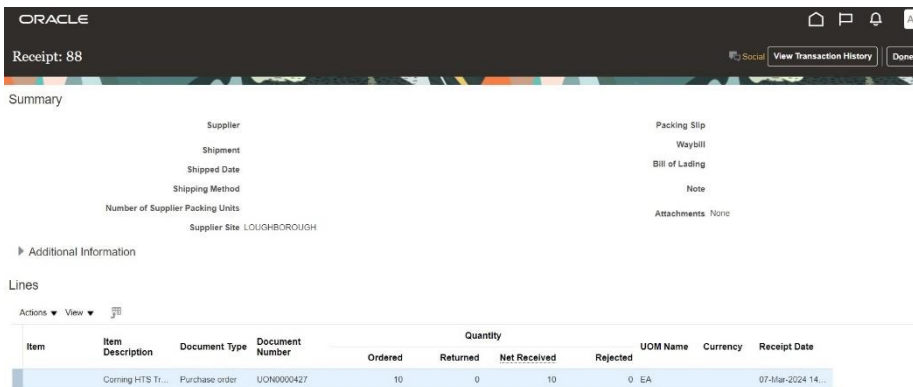 ORACLE
Receipt: 88
Social View Transaction History Done
Summary
Supplier
Shipment
Shipped Date
Shipping Method
Number of Supplier Packing Units
Supplier Site LOUGHBOROUGH
Packing Slip
Waybill
Bill of Lading
Note
Attachments None
Additional Information
Lines
Actions View
Item Item Description Document Type Document Number Quantity Ordered Returned Net Received Rejected UOM Name Currency Receipt Date
Corning HTS Tr... Purchase order UON0000427 10 0 10 0 EA 07-Mar-2024 14...